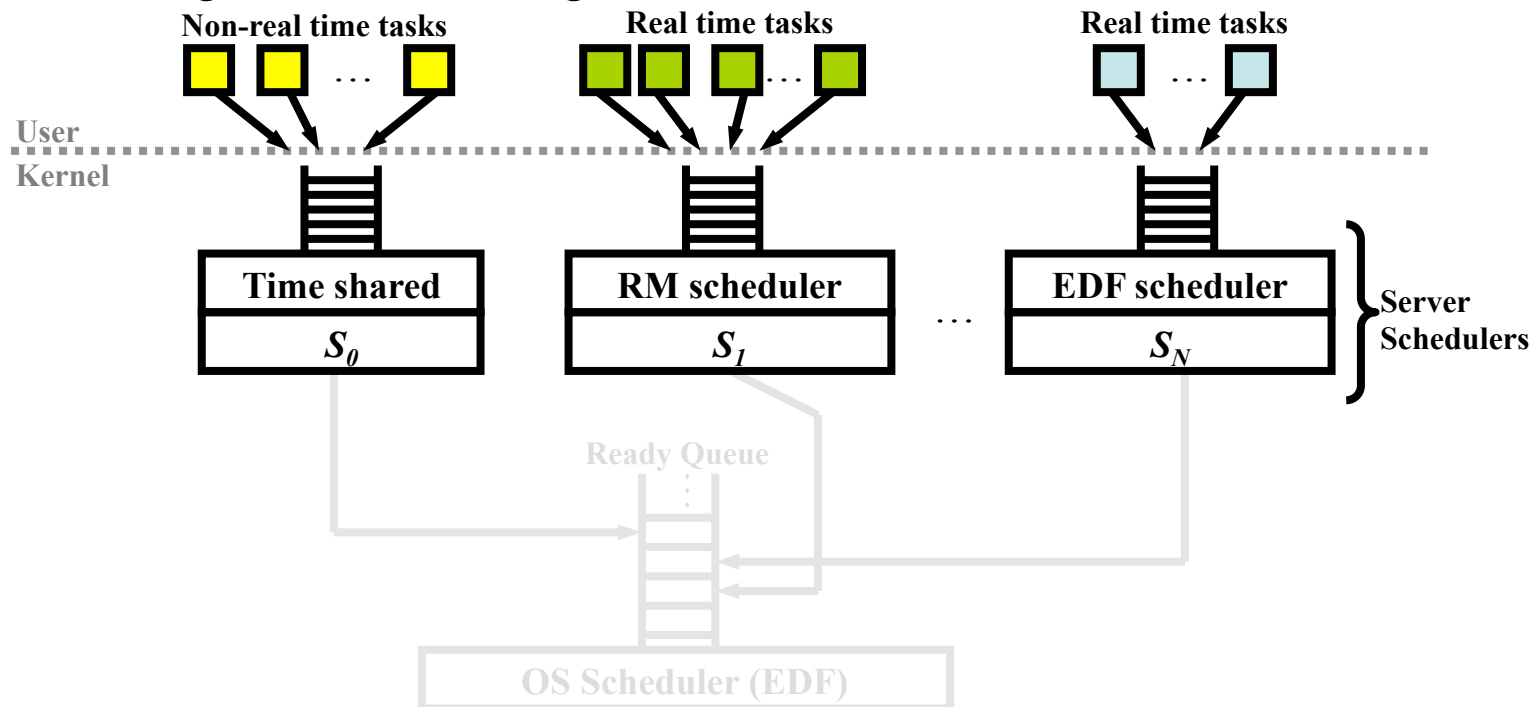 Non-real time tasks
Real time tasks
Real time tasks
...
...
...
User
Kernel
Time shared
RM scheduler
EDF scheduler
S0
S1
...
SN
Server
Schedulers
Ready Queue
OS Scheduler (EDF)